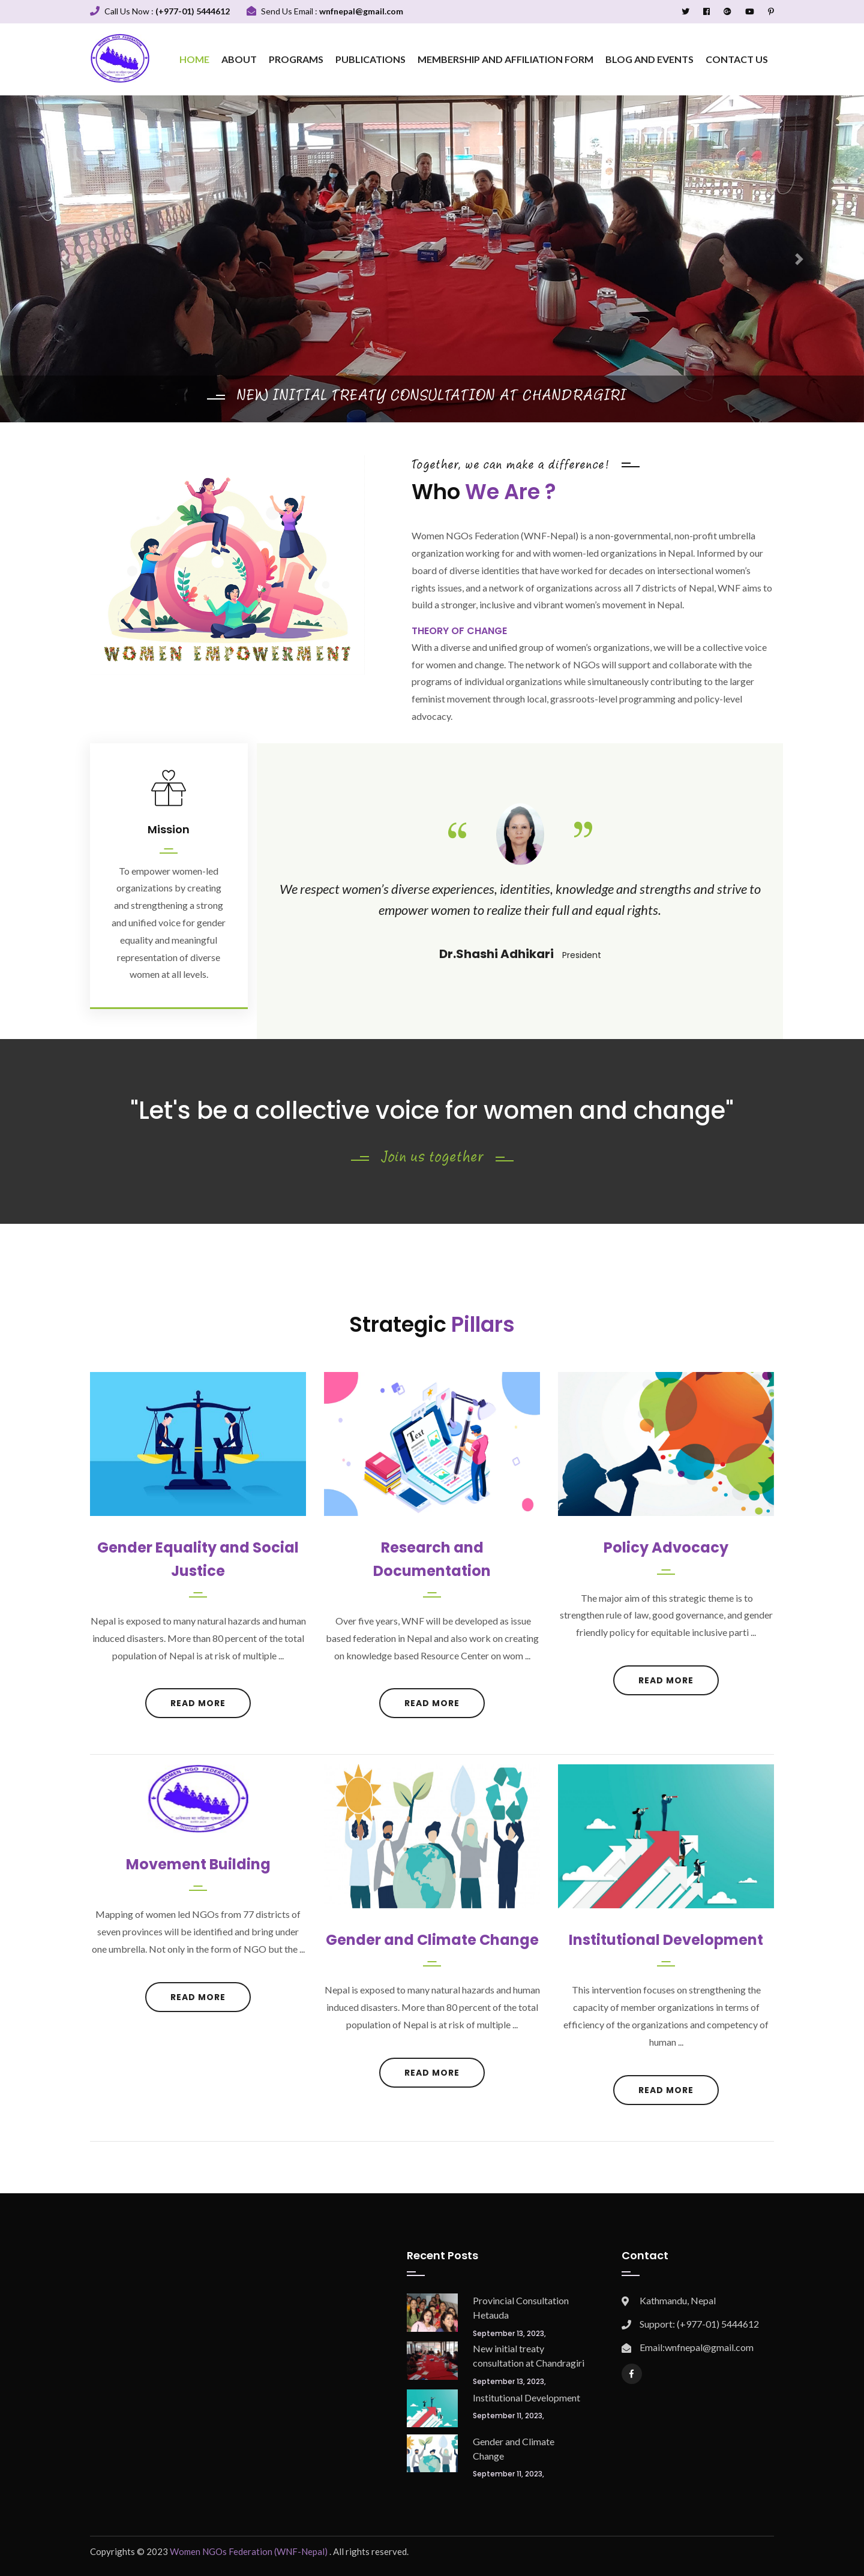 Call Us Now : (+977-01) 5444612 Send Us Email : wnfnepal@gmail.com
WOMEN NGO FEDERATION
HOME ABOUT PROGRAMS PUBLICATIONS MEMBERSHIP AND AFFILIATION FORM BLOG AND EVENTS CONTACT US
NEW INITIAL TREATY CONSULTATION AT CHANDRAGIRI
Together, we can make a difference!
Who We Are ?
Women NGOs Federation (WNF-Nepal) is a non-governmental, non-profit umbrella
organization working for and with women-led organizations in Nepal. Informed by our
board of diverse identities that have worked for decades on intersectional women’s
rights issues, and a network of organizations across all 7 districts of Nepal, WNF aims to
build a stronger, inclusive and vibrant women’s movement in Nepal.
THEORY OF CHANGE
With a diverse and unified group of women’s organizations, we will be a collective voice
for women and change. The network of NGOs will support and collaborate with the
programs of individual organizations while simultaneously contributing to the larger
feminist movement through local, grassroots-level programming and policy-level
advocacy.
WOMEN EMPOWERMENT
Mission
To empower women-led
organizations by creating
and strengthening a strong
and unified voice for gender
equality and meaningful
representation of diverse
women at all levels.
“ ”
We respect women’s diverse experiences, identities, knowledge and strengths and strive to
empower women to realize their full and equal rights.
Dr.Shashi Adhikari President
"Let's be a collective voice for women and change"
Join us together
Strategic Pillars
Gender Equality and Social
Justice
Nepal is exposed to many natural hazards and human
induced disasters. More than 80 percent of the total
population of Nepal is at risk of multiple ...
READ MORE
Text
Research and
Documentation
Over five years, WNF will be developed as issue
based federation in Nepal and also work on creating
on knowledge based Resource Center on wom ...
READ MORE
Policy Advocacy
The major aim of this strategic theme is to
strengthen rule of law, good governance, and gender
friendly policy for equitable inclusive parti ...
READ MORE
WOMEN NGO FEDERATION
Movement Building
Mapping of women led NGOs from 77 districts of
seven provinces will be identified and bring under
one umbrella. Not only in the form of NGO but the ...
READ MORE
Gender and Climate Change
Nepal is exposed to many natural hazards and human
induced disasters. More than 80 percent of the total
population of Nepal is at risk of multiple ...
READ MORE
Institutional Development
This intervention focuses on strengthening the
capacity of member organizations in terms of
efficiency of the organizations and competency of
human ...
READ MORE
Recent Posts
Provincial Consultation
Hetauda
September 13, 2023,
New initial treaty
consultation at Chandragiri
September 13, 2023,
Institutional Development
September 11, 2023,
Gender and Climate
Change
September 11, 2023,
Contact
Kathmandu, Nepal
Support: (+977-01) 5444612
Email:wnfnepal@gmail.com
Copyrights © 2023 Women NGOs Federation (WNF-Nepal) . All rights reserved.